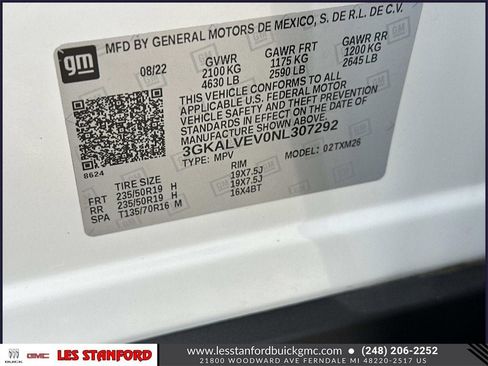 gm
MFD BY GENERAL MOTORS DE MEXICO, S. DE R.L. DE C.V.
08/22 GVWR GAWR FRT GAWR RR
2100 KG 1175 KG 1200 KG
4630 LB 2590 LB 2645 LB
THIS VEHICLE CONFORMS TO ALL
APPLICABLE U.S. FEDERAL MOTOR
VEHICLE SAFETY AND THEFT PREVENTION
STANDARDS IN EFFECT ON THE DATE OF
MANUFACTURE SHOWN ABOVE.
3GKALVEV0NL307292
8624 TYPE: MPV MODEL: 02TXM26
TIRE SIZE RIM
FRT 235/50R19 H 19X7.5J
RR 235/50R19 H 19X7.5J
SPA T135/70R16 M 16X4BT
BUICK GMC LES STANFORD
www.lesstanfordbuickgmc.com (248) 206-2252
21800 WOODWARD AVE FERNDALE MI 48220-2517 US